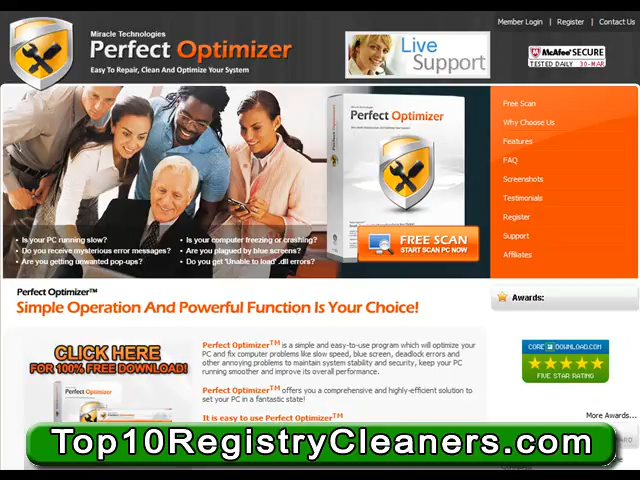 Member Login | Register | Contact Us
Miracle Technologies
Perfect Optimizer
Easy To Repair, Clean And Optimize Your System
Live
Support
McAfee SECURE
TESTED DAILY 30-MAR
Perfect Optimizer
Free Scan
Why Choose Us
Features
FAQ
Screenshots
Testimonials
Register
Support
Affiliates
• Is your PC running slow?
• Do you receive mysterious error messages?
• Are you getting unwanted pop-ups?
• Is your computer freezing or crashing?
• Are you plagued by blue screens?
• Do you get 'Unable to load' .dll errors?
FREE SCAN
START SCAN PC NOW
Perfect Optimizer™
Simple Operation And Powerful Function Is Your Choice!
Awards:
CLICK HERE
FOR 100% FREE DOWNLOAD!
Perfect Optimizer
Perfect Optimizer™ is a simple and easy-to-use program which will optimize your
PC and fix computer problems like slow speed, blue screen, deadlock errors and
other annoying problems to maintain system stability and security, keep your PC
running smoother and improve its overall performance.
Perfect Optimizer™ offers you a comprehensive and highly-efficient solution to
set your PC in a fantastic state!
It is easy to use Perfect Optimizer™
COREDOWNLOAD.COM
FIVE STAR RATING
More Awards...
Top10RegistryCleaners.com